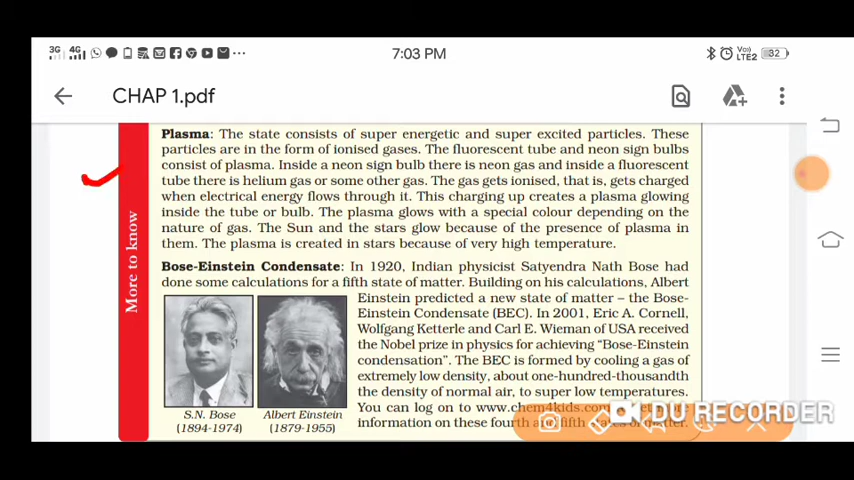 3G 4G 7:03 PM Vo) LTE2 32
CHAP 1.pdf
Plasma: The state consists of super energetic and super excited particles. These
particles are in the form of ionised gases. The fluorescent tube and neon sign bulbs
consist of plasma. Inside a neon sign bulb there is neon gas and inside a fluorescent
tube there is helium gas or some other gas. The gas gets ionised, that is, gets charged
when electrical energy flows through it. This charging up creates a plasma glowing
inside the tube or bulb. The plasma glows with a special colour depending on the
nature of gas. The Sun and the stars glow because of the presence of plasma in
them. The plasma is created in stars because of very high temperature.
More to know
Bose-Einstein Condensate: In 1920, Indian physicist Satyendra Nath Bose had
done some calculations for a fifth state of matter. Building on his calculations, Albert
Einstein predicted a new state of matter – the Bose-
Einstein Condensate (BEC). In 2001, Eric A. Cornell,
Wolfgang Ketterle and Carl E. Wieman of USA received
the Nobel prize in physics for achieving “Bose-Einstein
condensation”. The BEC is formed by cooling a gas of
extremely low density, about one-hundred-thousandth
the density of normal air, to super low temperatures.
You can log on to www.chem4kids.com
information on these fourth and fifth states of matter.
S.N. Bose
(1894-1974)
Albert Einstein
(1879-1955)
DU RECORDER